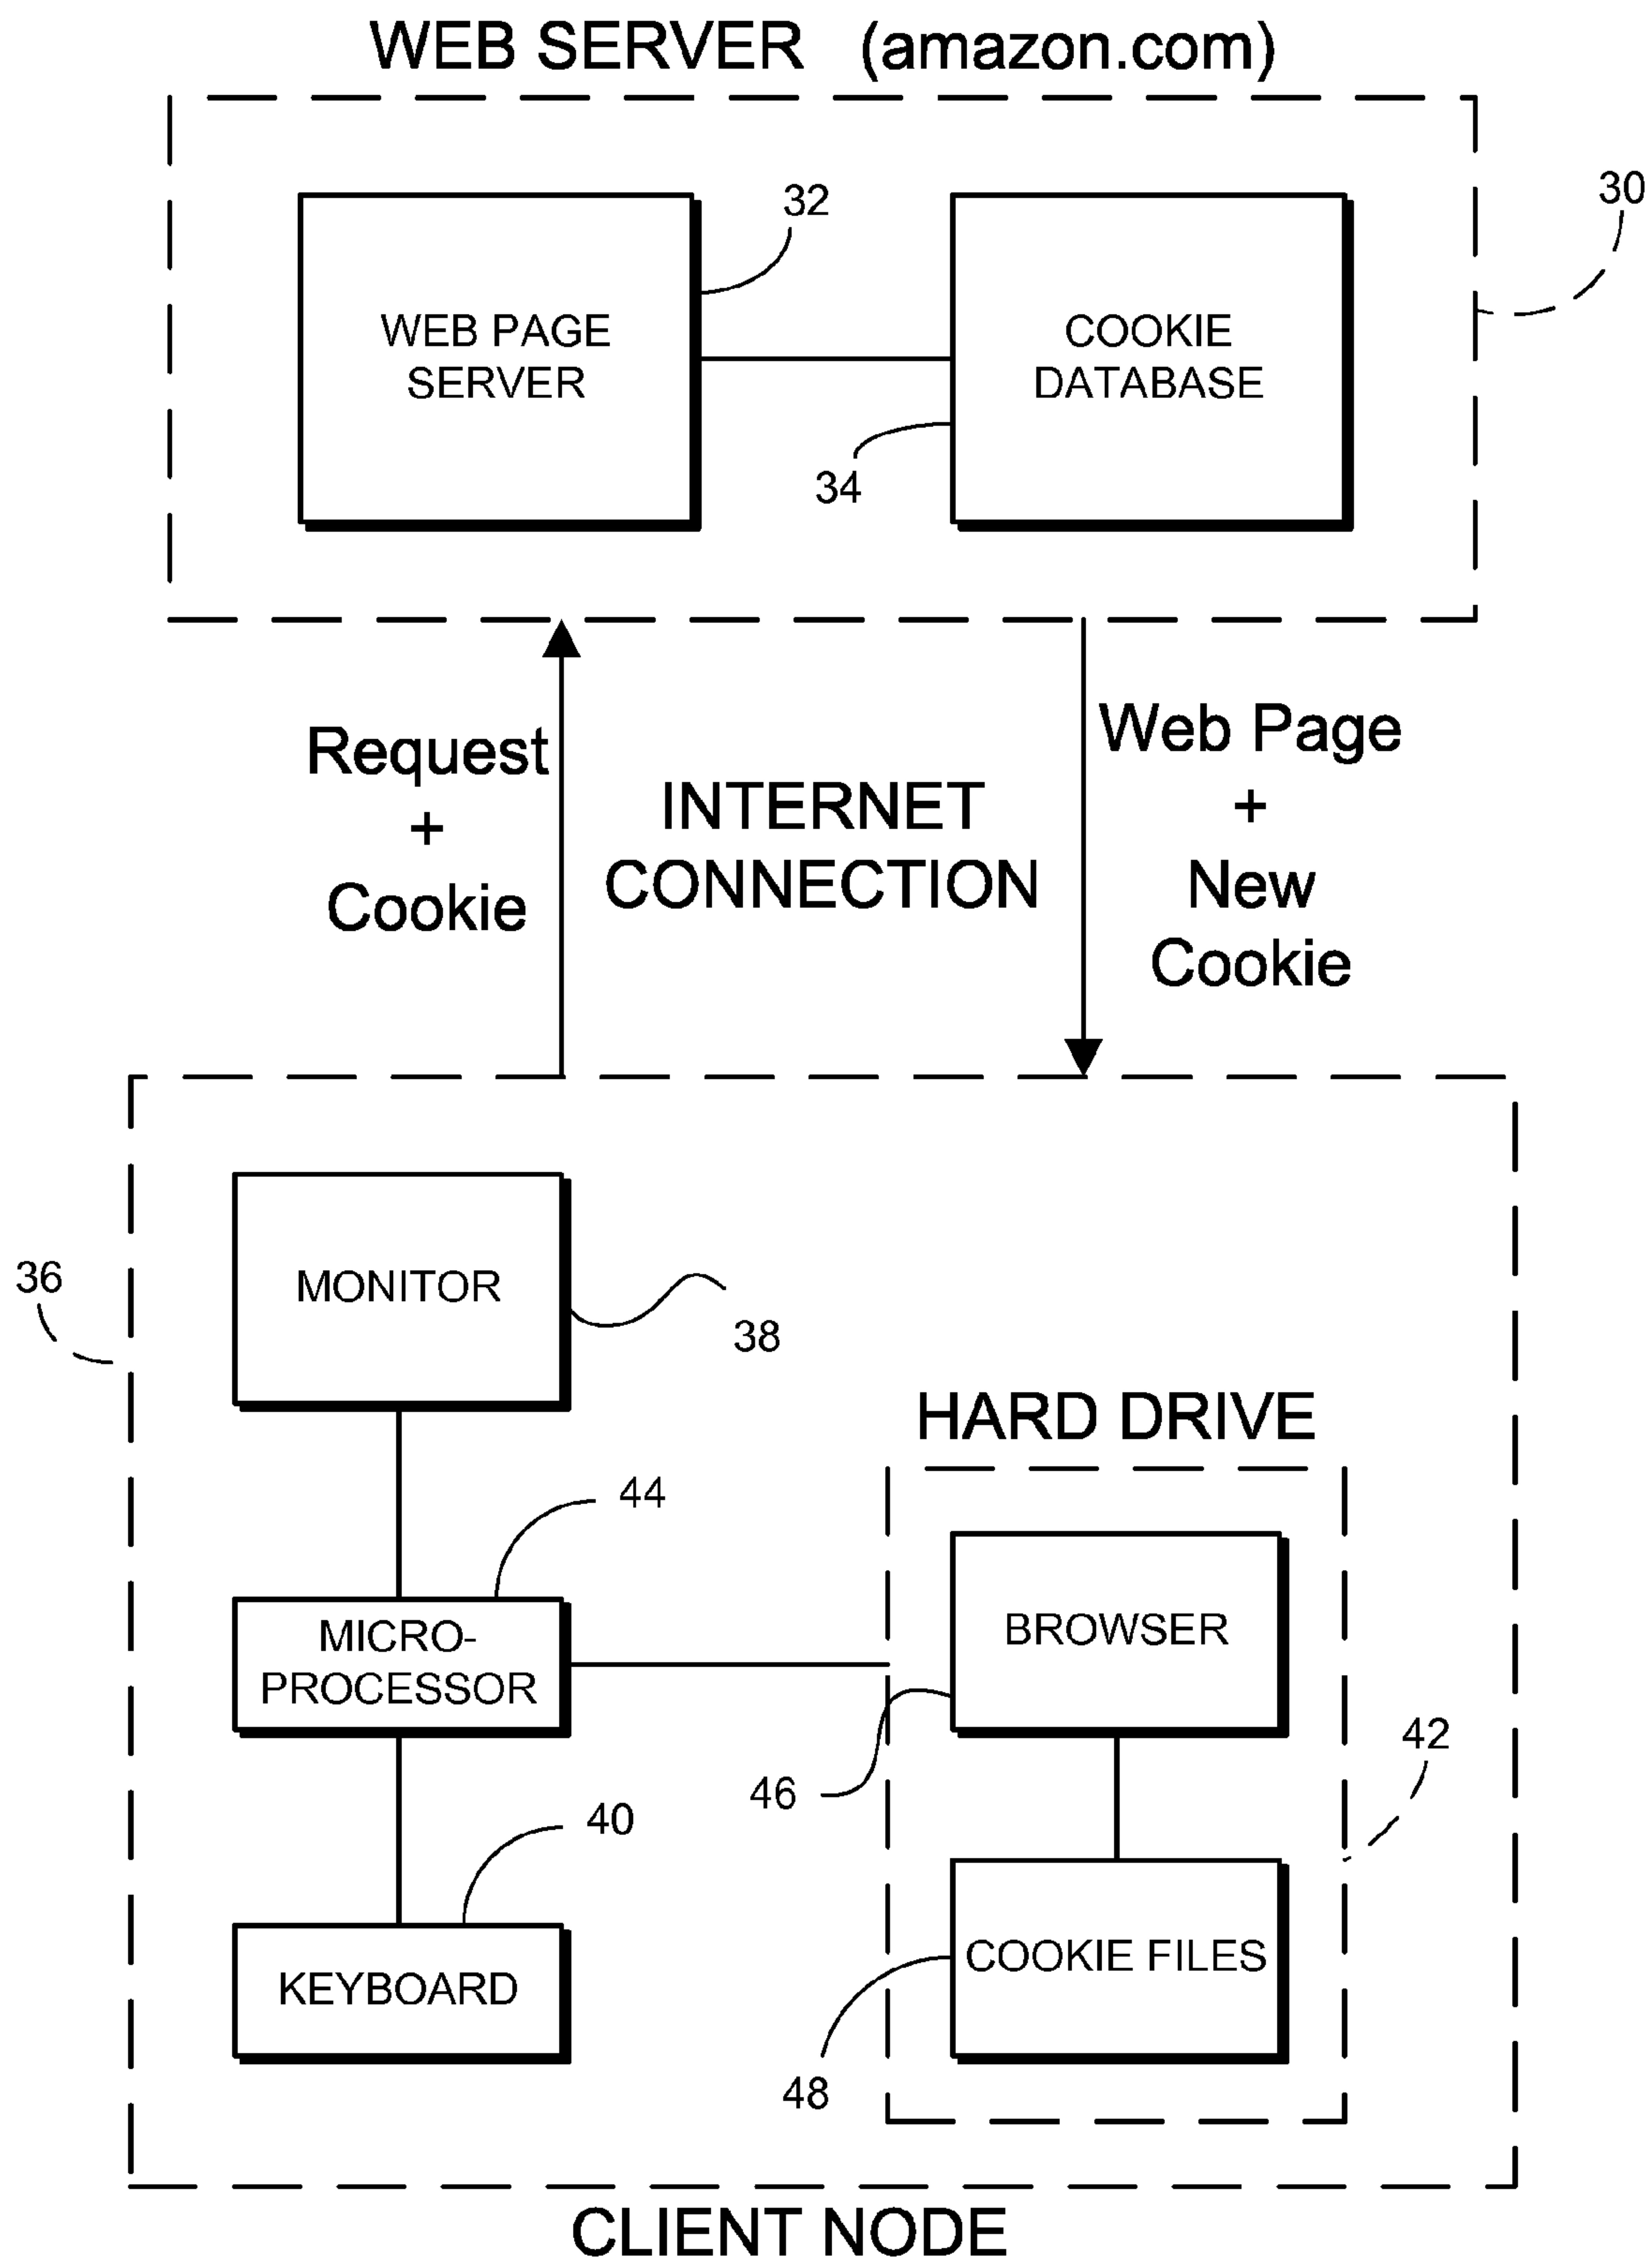 WEB SERVER (amazon.com)
30
32
WEB PAGE
SERVER
COOKIE
DATABASE
34
Request
+
Cookie
INTERNET
CONNECTION
Web Page
+
New
Cookie
36
MONITOR
38
HARD DRIVE
44
MICRO-
PROCESSOR
BROWSER
46
42
40
KEYBOARD
COOKIE FILES
48
CLIENT NODE